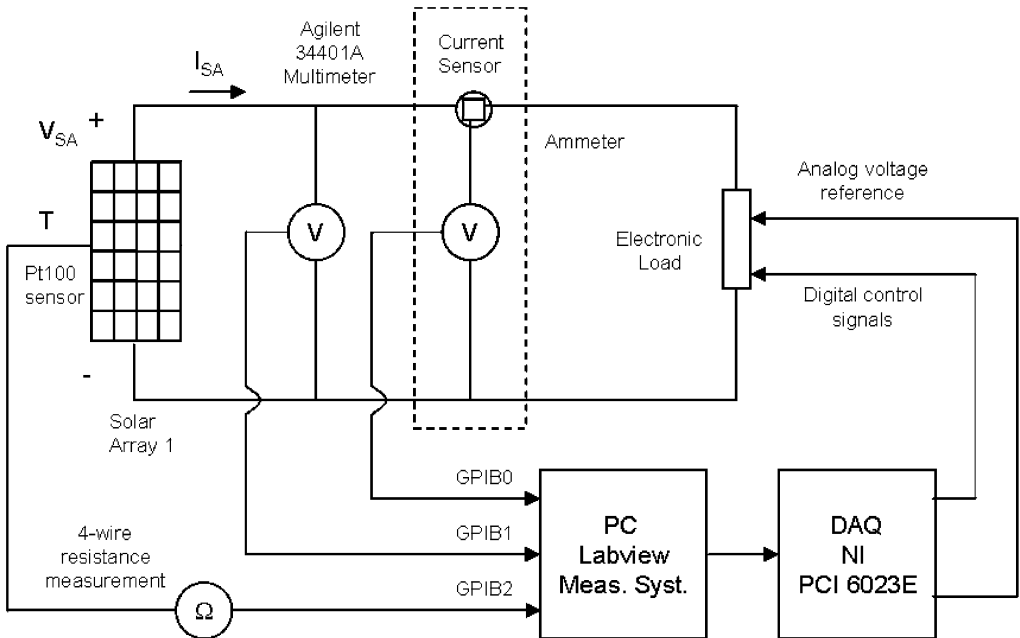 Agilent
34401A
Multimeter
Current
Sensor
I_SA
V_SA +
Ammeter
Analog voltage
reference
T
V
V
Electronic
Load
Pt100
sensor
Digital control
signals
-
Solar
Array 1
GPIB0
4-wire
resistance
measurement
GPIB1
GPIB2
PC
Labview
Meas. Syst.
DAQ
NI
PCI 6023E
Ω